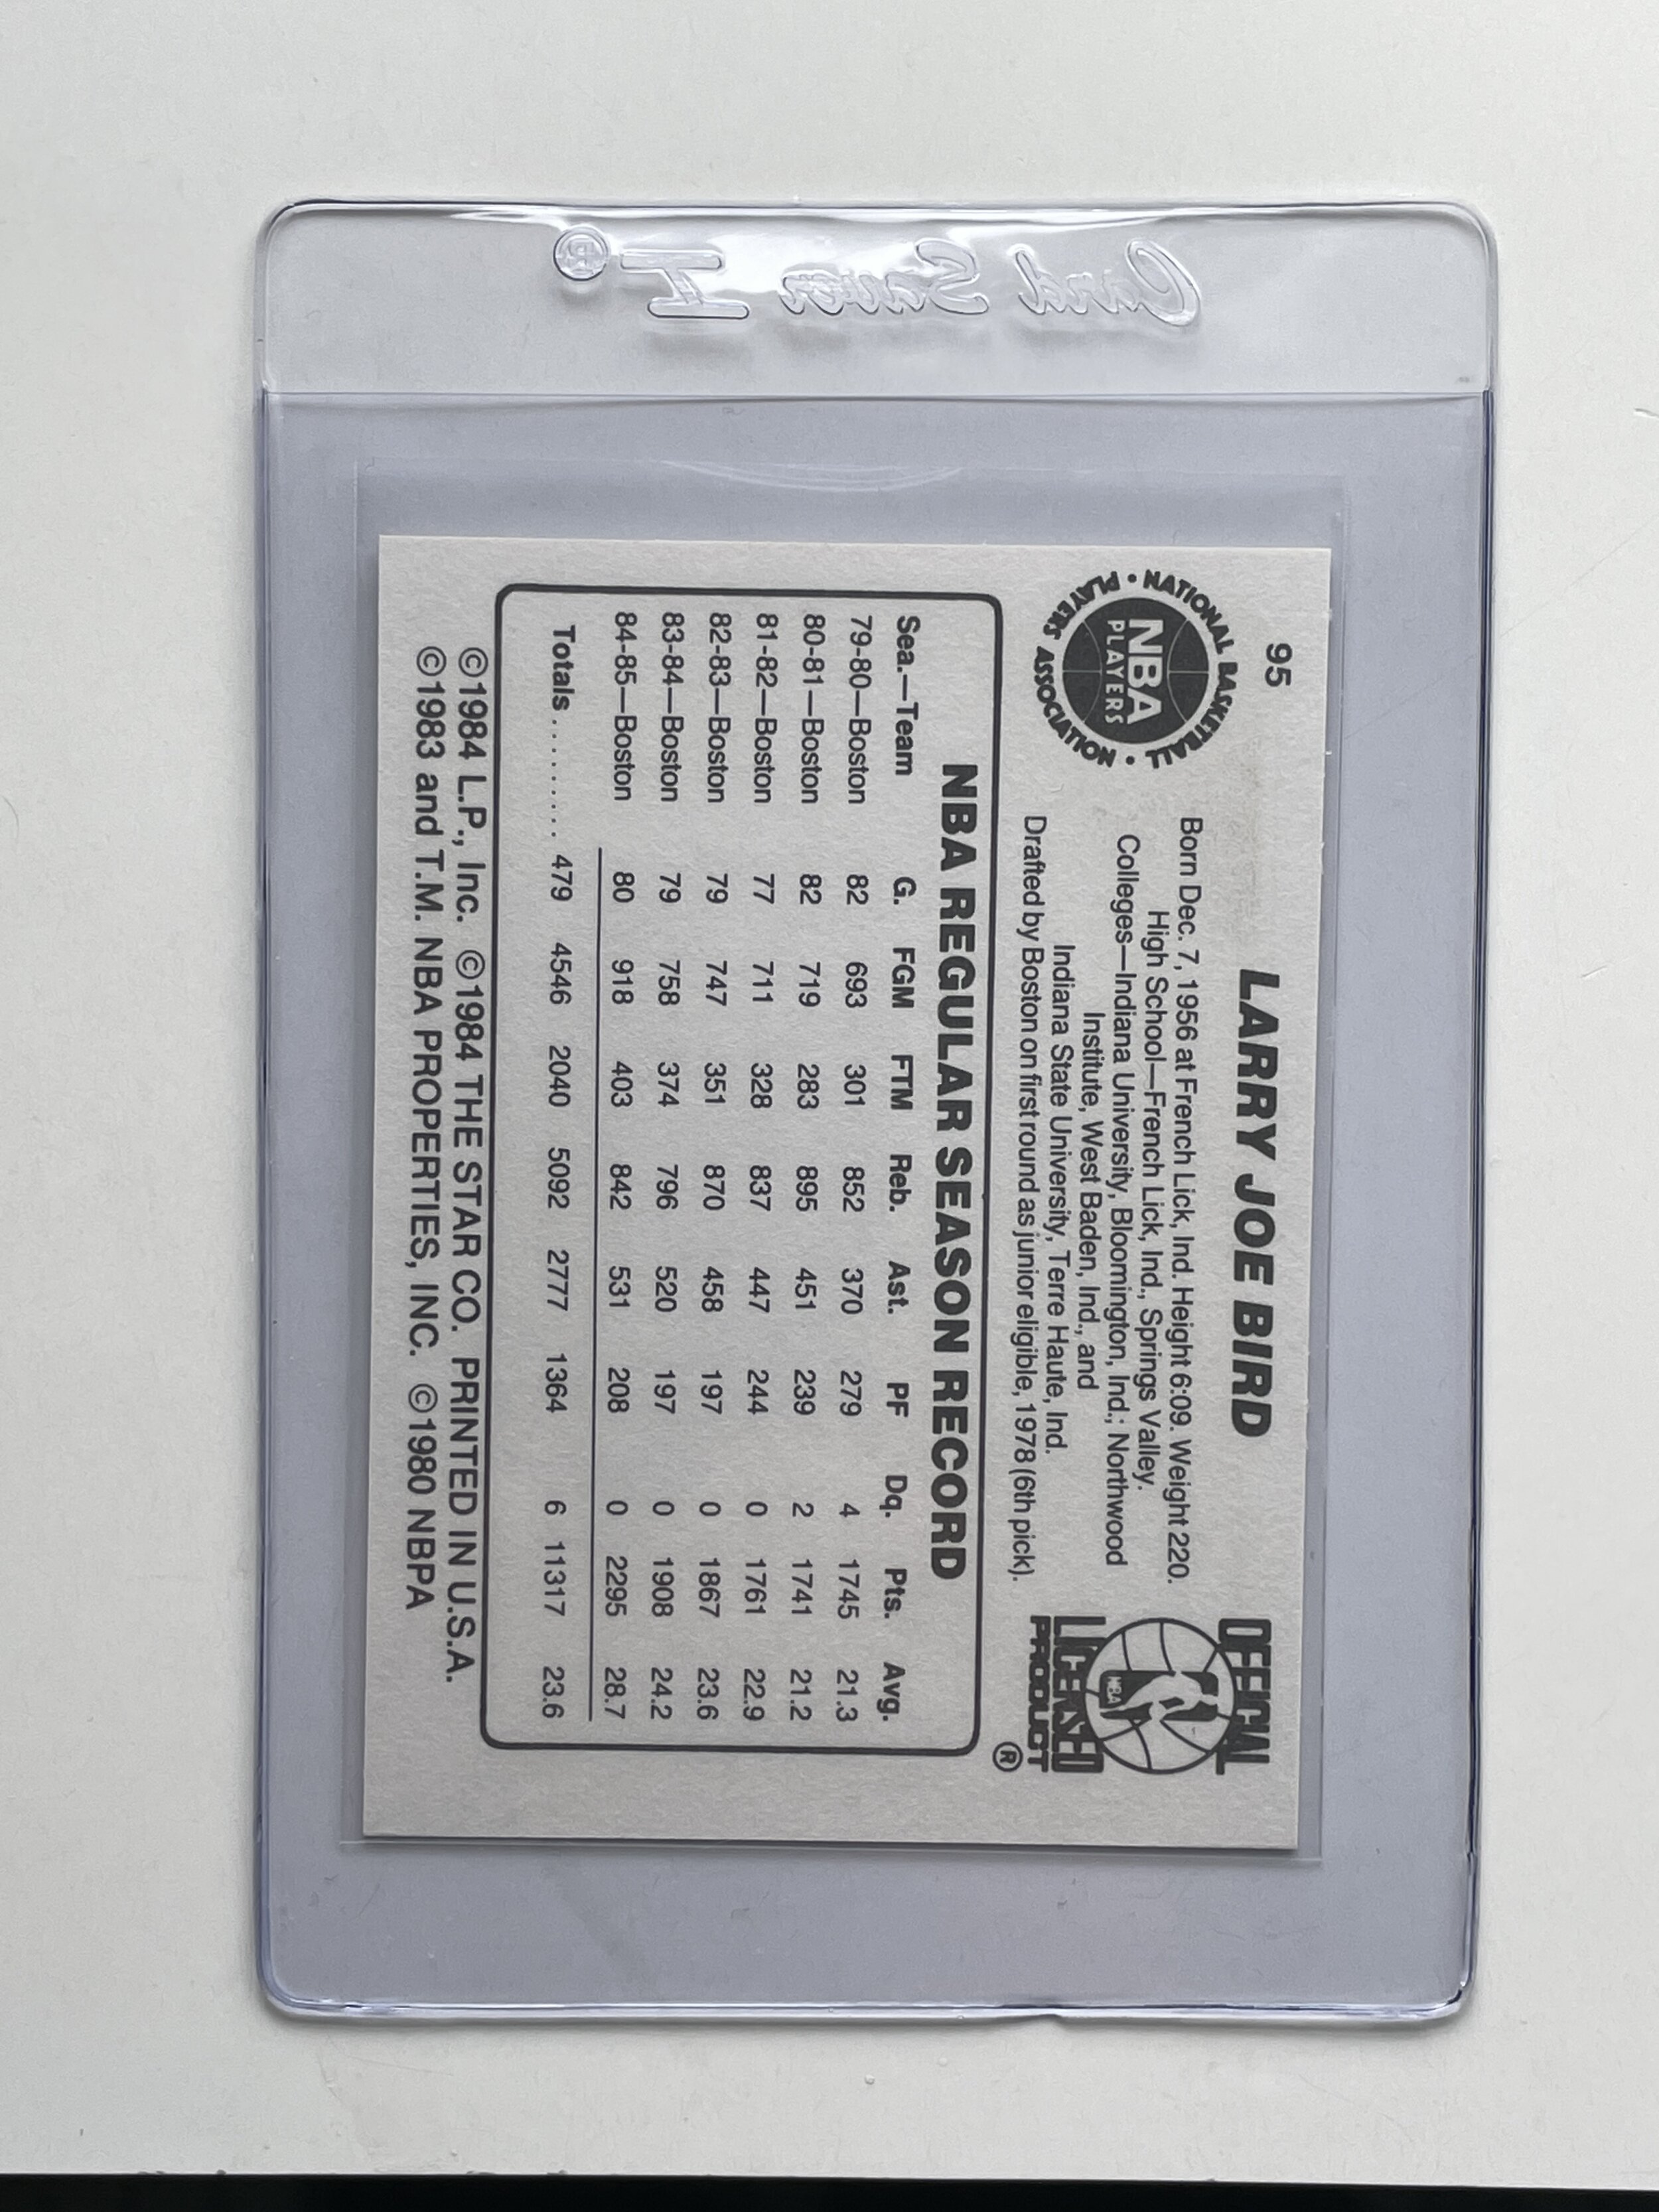 Card Saver I®
95
LARRY JOE BIRD
NATIONAL BASKETBALL
PLAYERS ASSOCIATION
NBA
PLAYERS
Born Dec. 7, 1956 at French Lick, Ind. Height 6:09. Weight 220.
High School—French Lick, Ind., Springs Valley.
Colleges—Indiana University, Bloomington, Ind.; Northwood
Institute, West Baden, Ind., and
Indiana State University, Terre Haute, Ind.
Drafted by Boston on first round as junior eligible, 1978 (6th pick).
OFFICIAL
NBA
LICENSED
PRODUCT
®
NBA REGULAR SEASON RECORD
Sea.—Team G. FGM FTM Reb. Ast. PF Dq. Pts. Avg.
79-80—Boston 82 693 301 852 370 279 4 1745 21.3
80-81—Boston 82 719 283 895 451 239 2 1741 21.2
81-82—Boston 77 711 328 837 447 244 0 1761 22.9
82-83—Boston 79 747 351 870 458 197 0 1867 23.6
83-84—Boston 79 758 374 796 520 197 0 1908 24.2
84-85—Boston 80 918 403 842 531 208 0 2295 28.7
Totals ......... 479 4546 2040 5092 2777 1364 6 11317 23.6
©1984 L.P., Inc. ©1984 THE STAR CO. PRINTED IN U.S.A.
©1983 and T.M. NBA PROPERTIES, INC. ©1980 NBPA